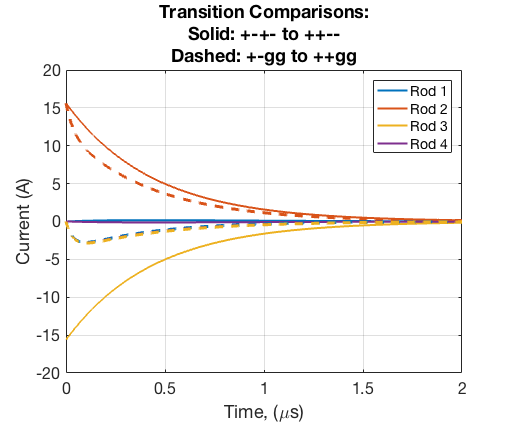 Transition Comparisons:
Solid: +-+- to ++--
Dashed: +-gg to ++gg
20
15
10
5
0
-5
-10
-15
-20
Current (A)
Rod 1
Rod 2
Rod 3
Rod 4
0
0.5
1
1.5
2
Time, (μs)